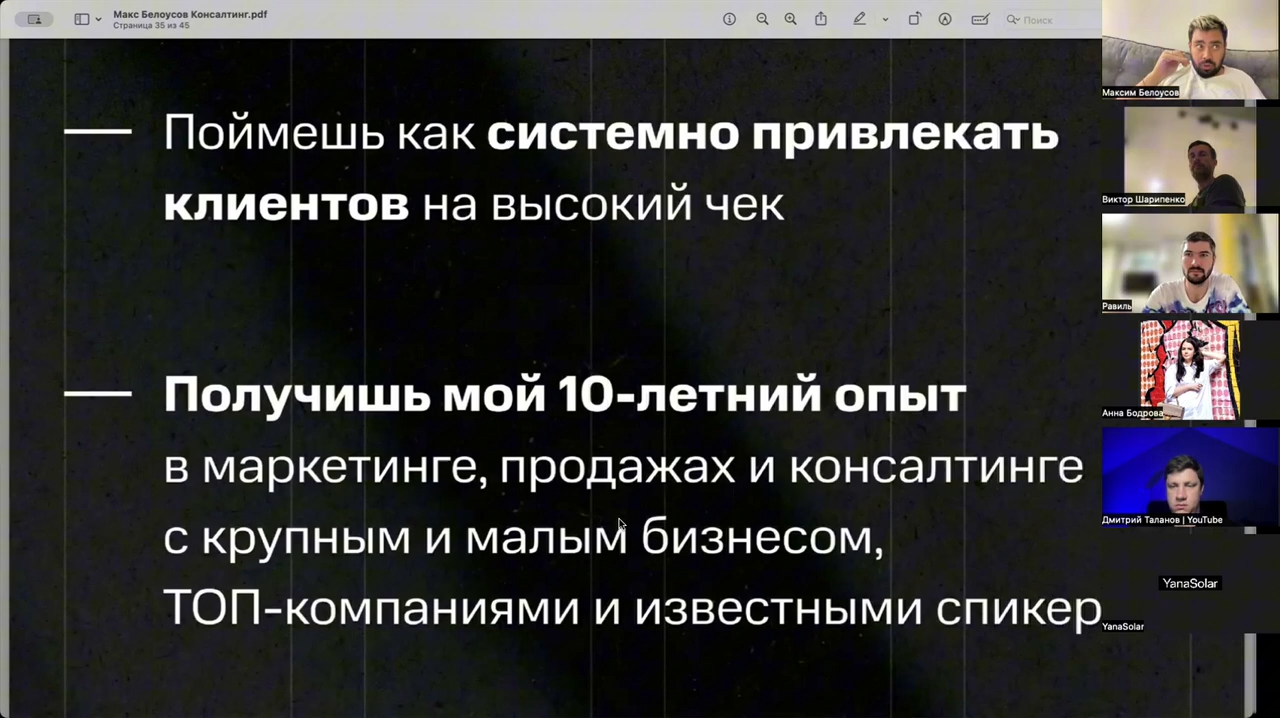 Макс Белоусов Консалтинг.pdf
Страница 35 из 45
Поиск
Поймешь как системно привлекать
клиентов на высокий чек
Получишь мой 10-летний опыт
в маркетинге, продажах и консалтинге
с крупным и малым бизнесом,
ТОП-компаниями и известными спикер
Максим Белоусов
Виктор Шарипенко
Равиль
Анна Бодрова
Дмитрий Таланов | YouTube
YanaSolar
YanaSolar